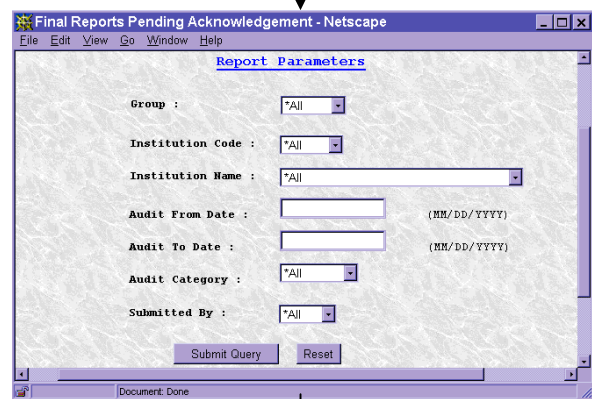 Final Reports Pending Acknowledgement - Netscape
File Edit View Go Window Help
Report Parameters
Group : *All
Institution Code : *All
Institution Name : *All
Audit From Date : (MM/DD/YYYY)
Audit To Date : (MM/DD/YYYY)
Audit Category : *All
Submitted By : *All
Submit Query Reset
Document: Done